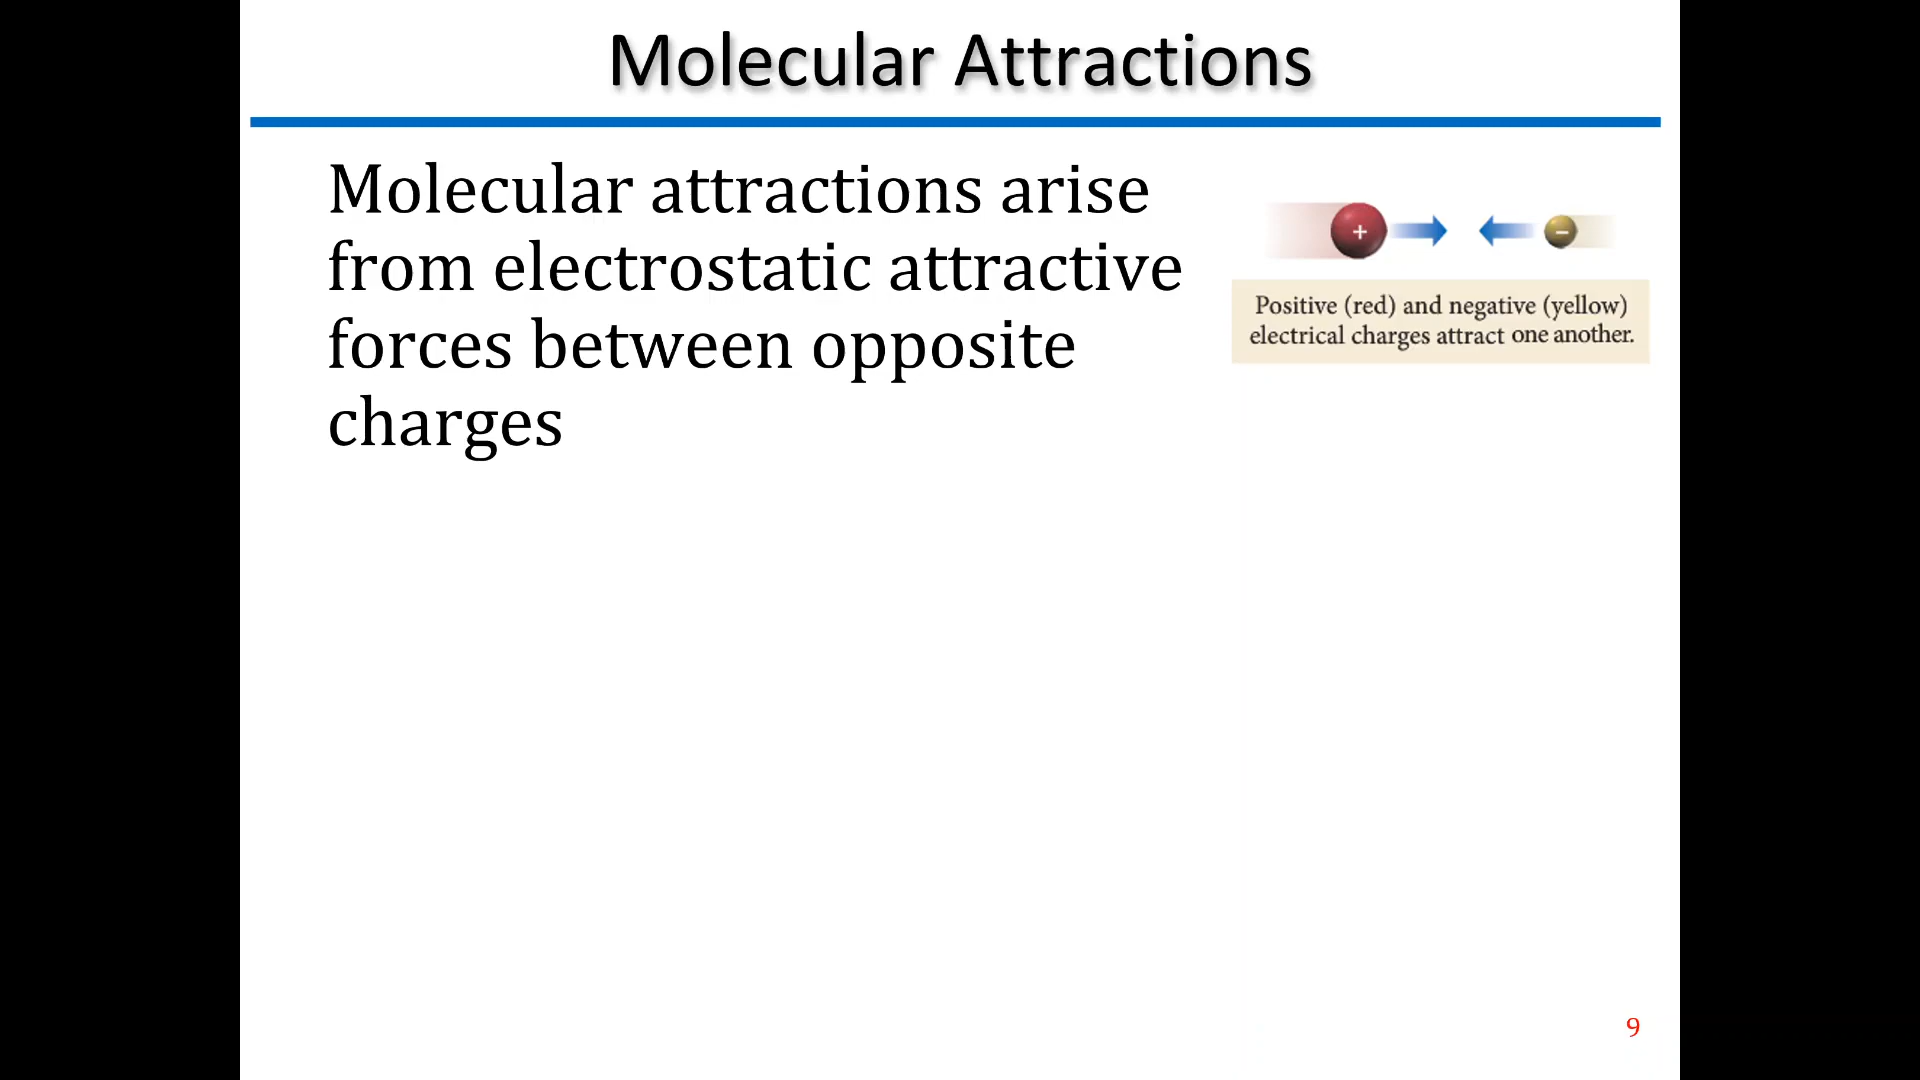 Molecular Attractions
Molecular attractions arise
from electrostatic attractive
forces between opposite
charges
+ −
Positive (red) and negative (yellow)
electrical charges attract one another.
9